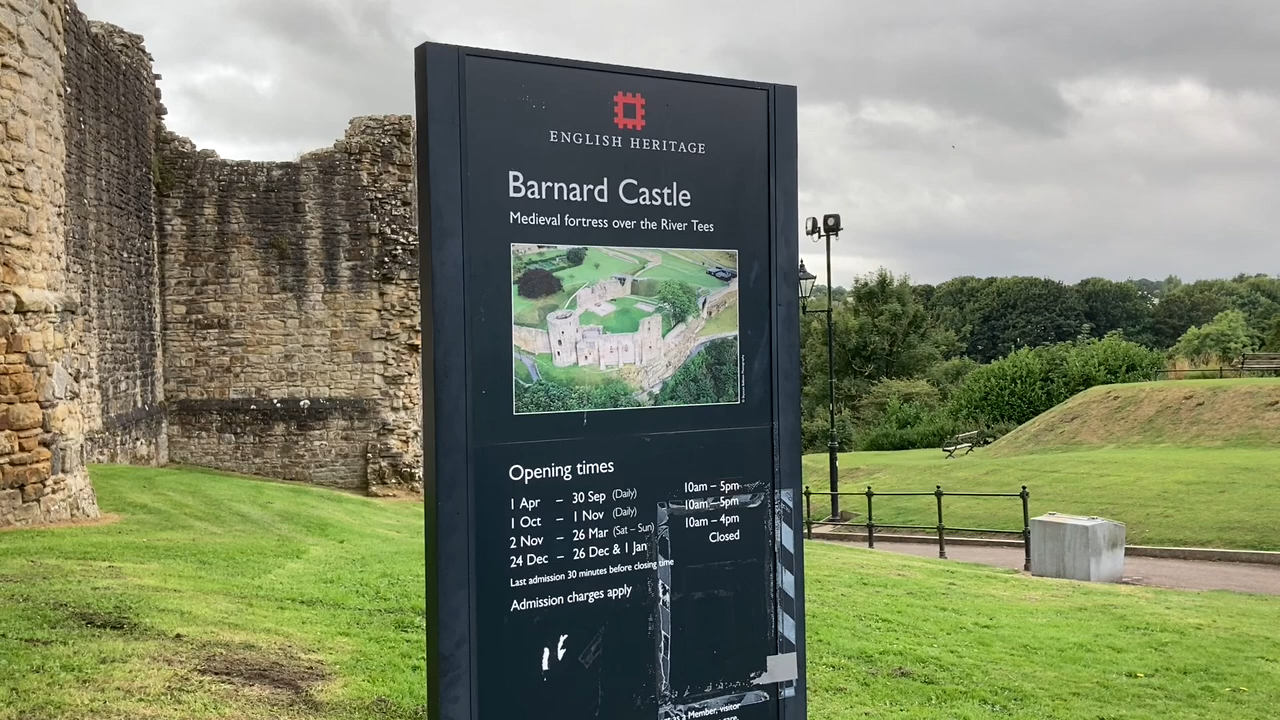 ENGLISH HERITAGE
Barnard Castle
Medieval fortress over the River Tees
Opening times
1 Apr – 30 Sep (Daily) 10am – 5pm
1 Oct – 1 Nov (Daily) 10am – 5pm
2 Nov – 26 Mar (Sat – Sun) 10am – 4pm
24 Dec – 26 Dec & 1 Jan Closed
Last admission 30 minutes before closing time
Admission charges apply
Member, visitor